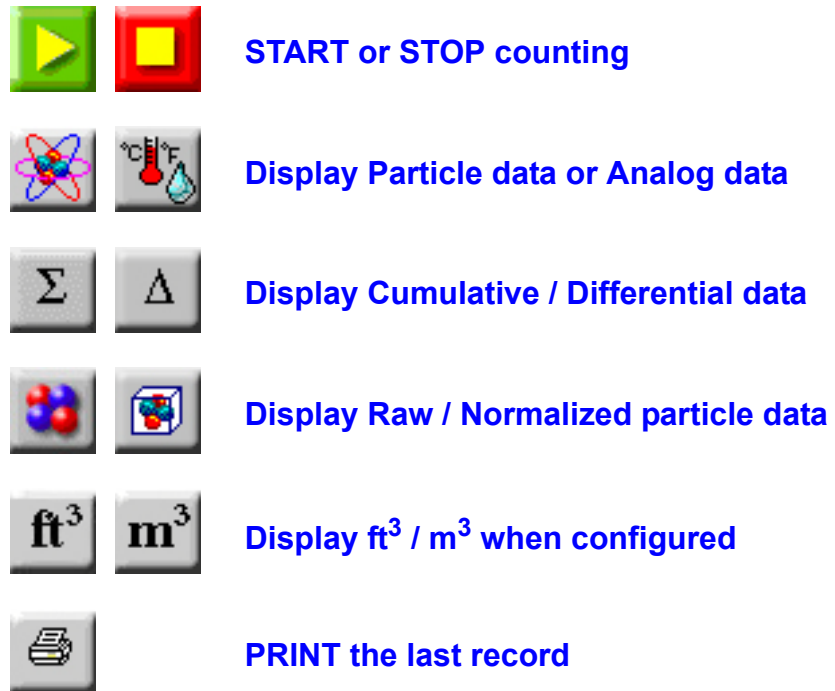 START or STOP counting
°C °F
Display Particle data or Analog data
Σ Δ
Display Cumulative / Differential data
Display Raw / Normalized particle data
ft³ m³
Display ft³ / m³ when configured
PRINT the last record